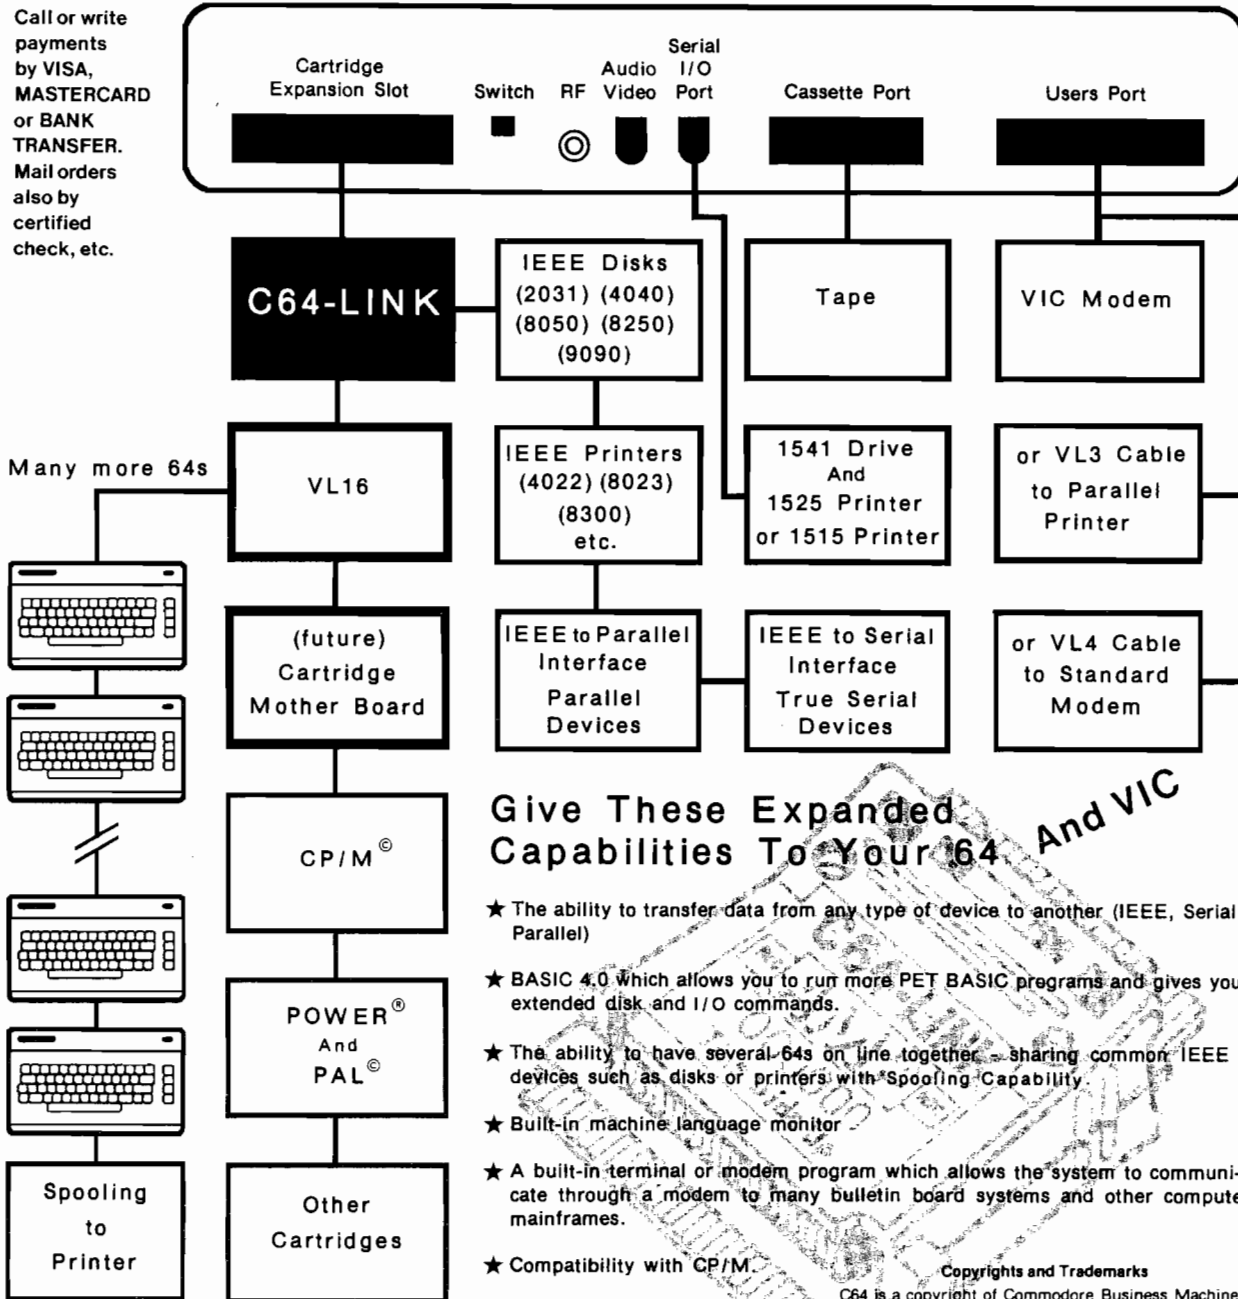 Call or write
payments
by VISA,
MASTERCARD
or BANK
TRANSFER.
Mail orders
also by
certified
check, etc.
Cartridge
Expansion Slot
Switch
RF
Audio
Video
Serial
I/O
Port
Cassette Port
Users Port
C64-LINK
IEEE Disks
(2031) (4040)
(8050) (8250)
(9090)
Tape
VIC Modem
Many more 64s
VL16
IEEE Printers
(4022) (8023)
(8300)
etc.
1541 Drive
And
1525 Printer
or 1515 Printer
or VL3 Cable
to Parallel
Printer
(future)
Cartridge
Mother Board
IEEE to Parallel
Interface
Parallel
Devices
IEEE to Serial
Interface
True Serial
Devices
or VL4 Cable
to Standard
Modem
CP/M©
POWER®
And
PAL©
Other
Cartridges
Spooling
to
Printer
Give These Expanded
Capabilities To Your 64
And VIC
★ The ability to transfer data from any type of device to another (IEEE, Serial
Parallel)
★ BASIC 4.0 which allows you to run more PET BASIC programs and gives you
extended disk and I/O commands.
★ The ability to have several 64s on line together - sharing common IEEE
devices such as disks or printers with Spooling Capability.
★ Built-in machine language monitor
★ A built-in terminal or modem program which allows the system to communi-
cate through a modem to many bulletin board systems and other compute
mainframes.
★ Compatibility with CP/M.
Copyrights and Trademarks
C64 is a copyright of Commodore Business Machine